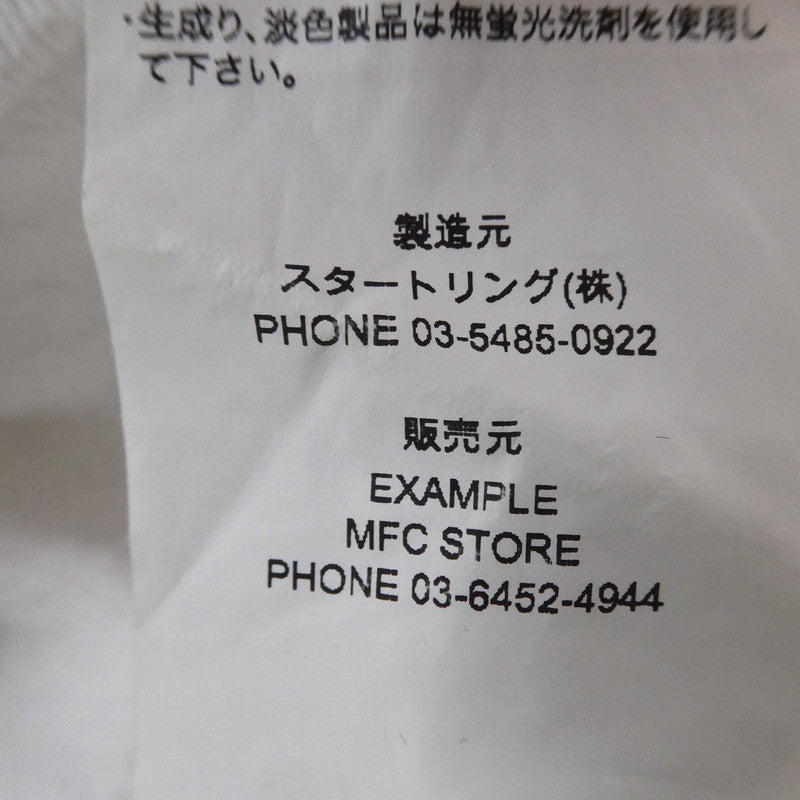 ・生成り、淡色製品は無蛍光洗剤を使用し
て下さい。
製造元
スタートリング(株)
PHONE 03-5485-0922
販売元
EXAMPLE
MFC STORE
PHONE 03-6452-4944